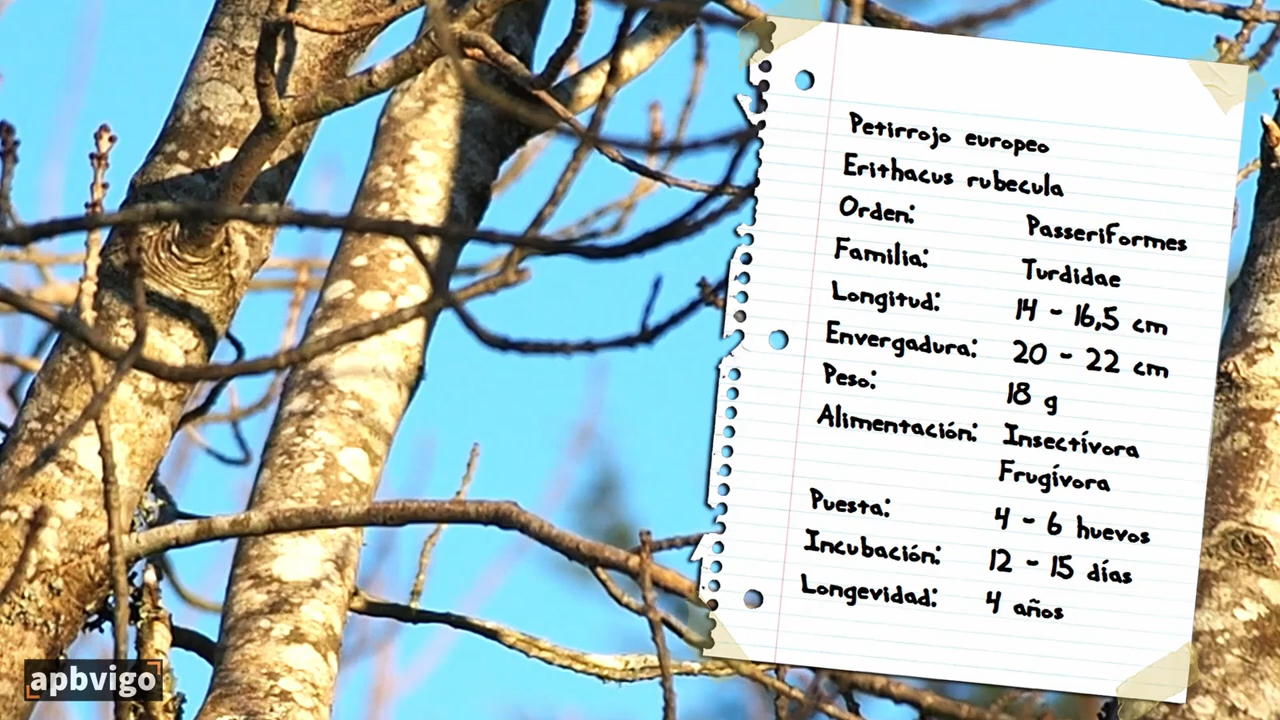 Petirrojo europeo
Erithacus rubecula
Orden: Passeriformes
Familia: Turdidae
Longitud: 14 - 16,5 cm
Envergadura: 20 - 22 cm
Peso: 18 g
Alimentación: Insectívora
Frugívora
Puesta: 4 - 6 huevos
Incubación: 12 - 15 días
Longevidad: 4 años
apbvigo